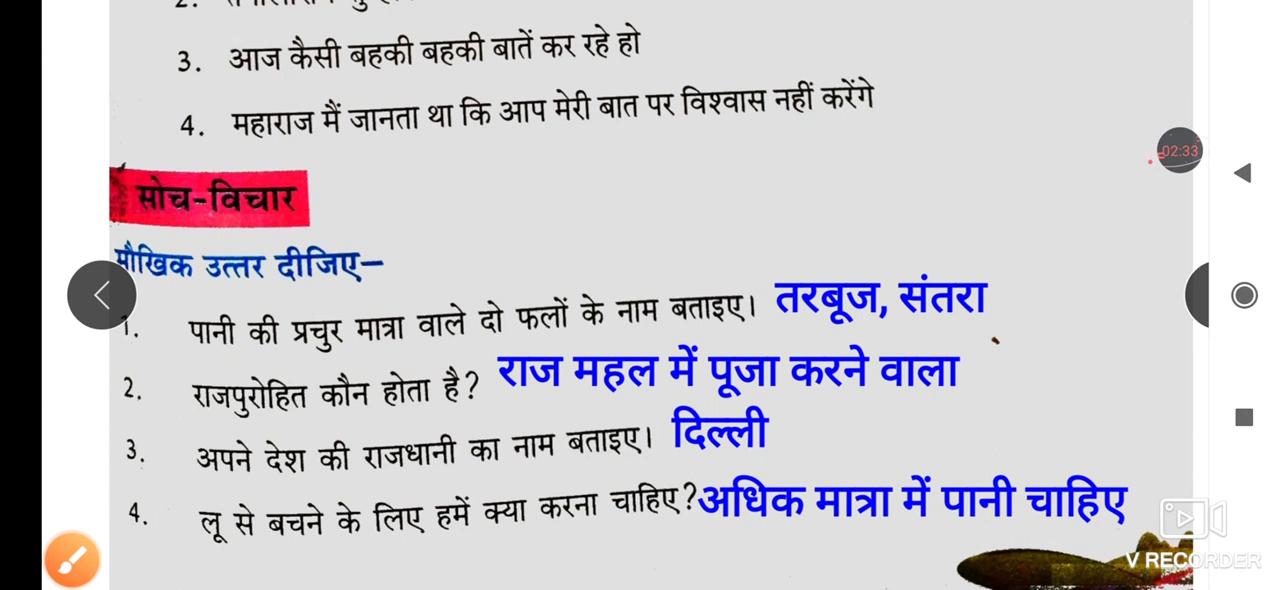 2.
3. आज कैसी बहकी बहकी बातें कर रहे हो
4. महाराज मैं जानता था कि आप मेरी बात पर विश्वास नहीं करेंगे
02:33
सोच-विचार
मौखिक उत्तर दीजिए–
1. पानी की प्रचुर मात्रा वाले दो फलों के नाम बताइए। तरबूज, संतरा
2. राजपुरोहित कौन होता है? राज महल में पूजा करने वाला
3. अपने देश की राजधानी का नाम बताइए। दिल्ली
4. लू से बचने के लिए हमें क्या करना चाहिए? अधिक मात्रा में पानी चाहिए
V RECORDER